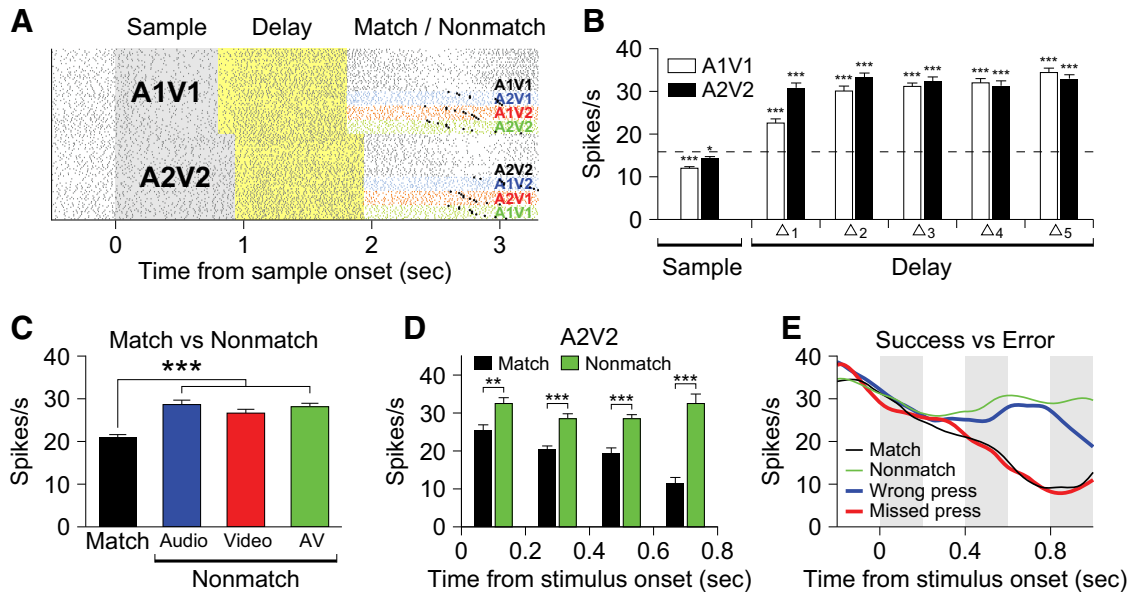 A
Sample Delay Match / Nonmatch
A1V1
A1V1
A2V1
A1V2
A2V2
A2V2
A2V2
A1V2
A2V1
A1V1
0 1 2 3
Time from sample onset (sec)
B
Spikes/s
40
30
20
10
0
A1V1
A2V2
*** * *** *** *** *** *** *** *** *** *** ***
△1 △2 △3 △4 △5
Sample Delay
C
Match vs Nonmatch
***
Spikes/s
40
30
20
10
0
Match Audio Video AV
Nonmatch
D
A2V2
Match Nonmatch
** *** *** ***
Spikes/s
40
30
20
10
0
0 0.2 0.4 0.6 0.8
Time from stimulus onset (sec)
E
Success vs Error
Spikes/s
40
30
20
10
0
Match
Nonmatch
Wrong press
Missed press
0 0.4 0.8
Time from stimulus onset (sec)